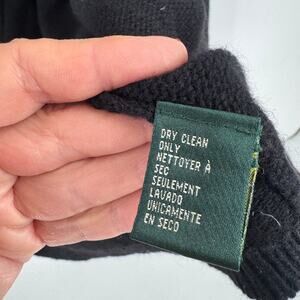 DRY CLEAN
ONLY
NETTOYER À
SEC
SEULEMENT
LAVADO
UNICAMENTE
EN SECO